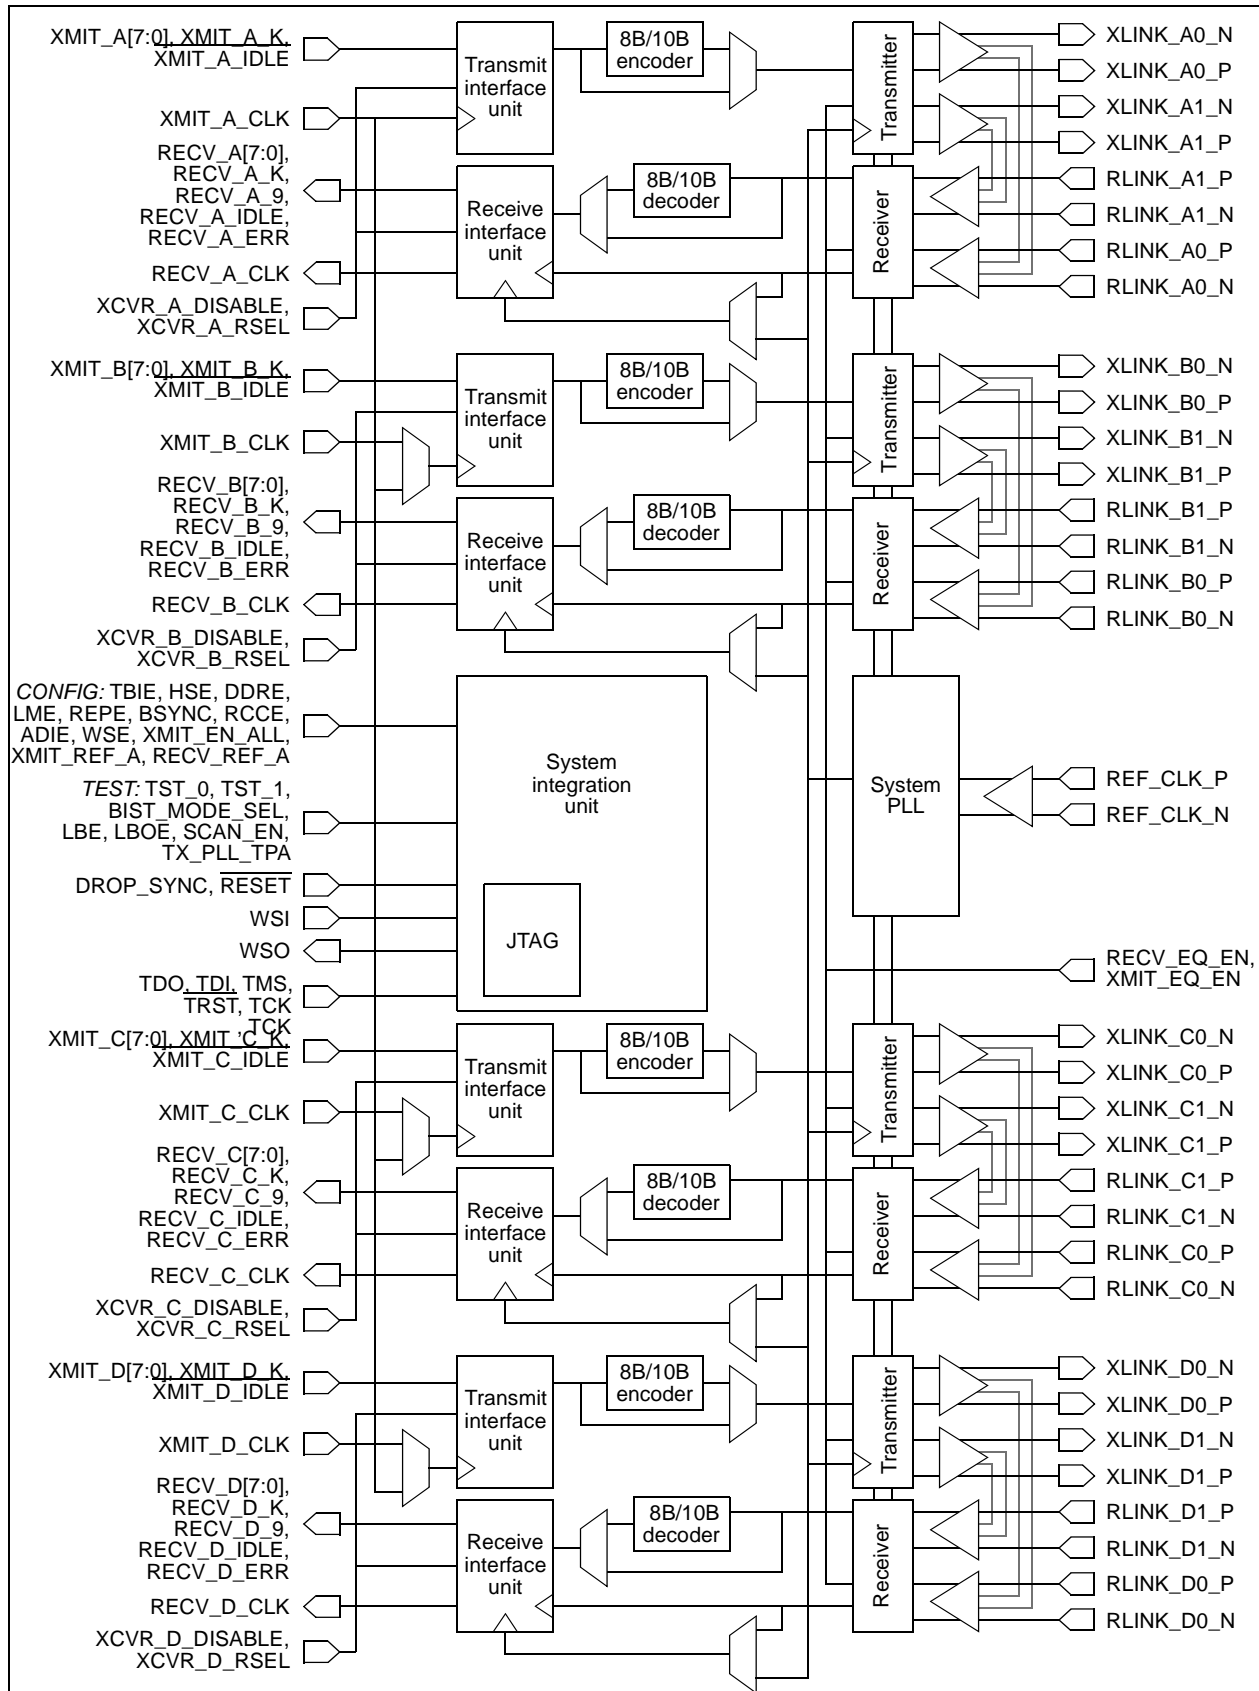 XMIT_A[7:0], XMIT_A_K,
XMIT_A_IDLE
XMIT_A_CLK
RECV_A[7:0],
RECV_A_K,
RECV_A_9,
RECV_A_IDLE,
RECV_A_ERR
RECV_A_CLK
XCVR_A_DISABLE,
XCVR_A_RSEL
Transmit
interface
unit
8B/10B
encoder
Receive
interface
unit
8B/10B
decoder
Transmitter
Receiver
XLINK_A0_N
XLINK_A0_P
XLINK_A1_N
XLINK_A1_P
RLINK_A1_P
RLINK_A1_N
RLINK_A0_P
RLINK_A0_N
XMIT_B[7:0], XMIT_B_K,
XMIT_B_IDLE
XMIT_B_CLK
RECV_B[7:0],
RECV_B_K,
RECV_B_9,
RECV_B_IDLE,
RECV_B_ERR
RECV_B_CLK
XCVR_B_DISABLE,
XCVR_B_RSEL
Transmit
interface
unit
8B/10B
encoder
Receive
interface
unit
8B/10B
decoder
Transmitter
Receiver
XLINK_B0_N
XLINK_B0_P
XLINK_B1_N
XLINK_B1_P
RLINK_B1_P
RLINK_B1_N
RLINK_B0_P
RLINK_B0_N
CONFIG: TBIE, HSE, DDRE,
LME, REPE, BSYNC, RCCE,
ADIE, WSE, XMIT_EN_ALL,
XMIT_REF_A, RECV_REF_A
TEST: TST_0, TST_1,
BIST_MODE_SEL,
LBE, LBOE, SCAN_EN,
TX_PLL_TPA
DROP_SYNC, RESET
WSI
WSO
TDO, TDI, TMS,
TRST, TCK
, TCK
System
integration
unit
JTAG
System
PLL
REF_CLK_P
REF_CLK_N
RECV_EQ_EN,
XMIT_EQ_EN
XMIT_C[7:0], XMIT_C_K,
XMIT_C_IDLE
XMIT_C_CLK
RECV_C[7:0],
RECV_C_K,
RECV_C_9,
RECV_C_IDLE,
RECV_C_ERR
RECV_C_CLK
XCVR_C_DISABLE,
XCVR_C_RSEL
Transmit
interface
unit
8B/10B
encoder
Receive
interface
unit
8B/10B
decoder
Transmitter
Receiver
XLINK_C0_N
XLINK_C0_P
XLINK_C1_N
XLINK_C1_P
RLINK_C1_P
RLINK_C1_N
RLINK_C0_P
RLINK_C0_N
XMIT_D[7:0], XMIT_D_K,
XMIT_D_IDLE
XMIT_D_CLK
RECV_D[7:0],
RECV_D_K,
RECV_D_9,
RECV_D_IDLE,
RECV_D_ERR
RECV_D_CLK
XCVR_D_DISABLE,
XCVR_D_RSEL
Transmit
interface
unit
8B/10B
encoder
Receive
interface
unit
8B/10B
decoder
Transmitter
Receiver
XLINK_D0_N
XLINK_D0_P
XLINK_D1_N
XLINK_D1_P
RLINK_D1_P
RLINK_D1_N
RLINK_D0_P
RLINK_D0_N